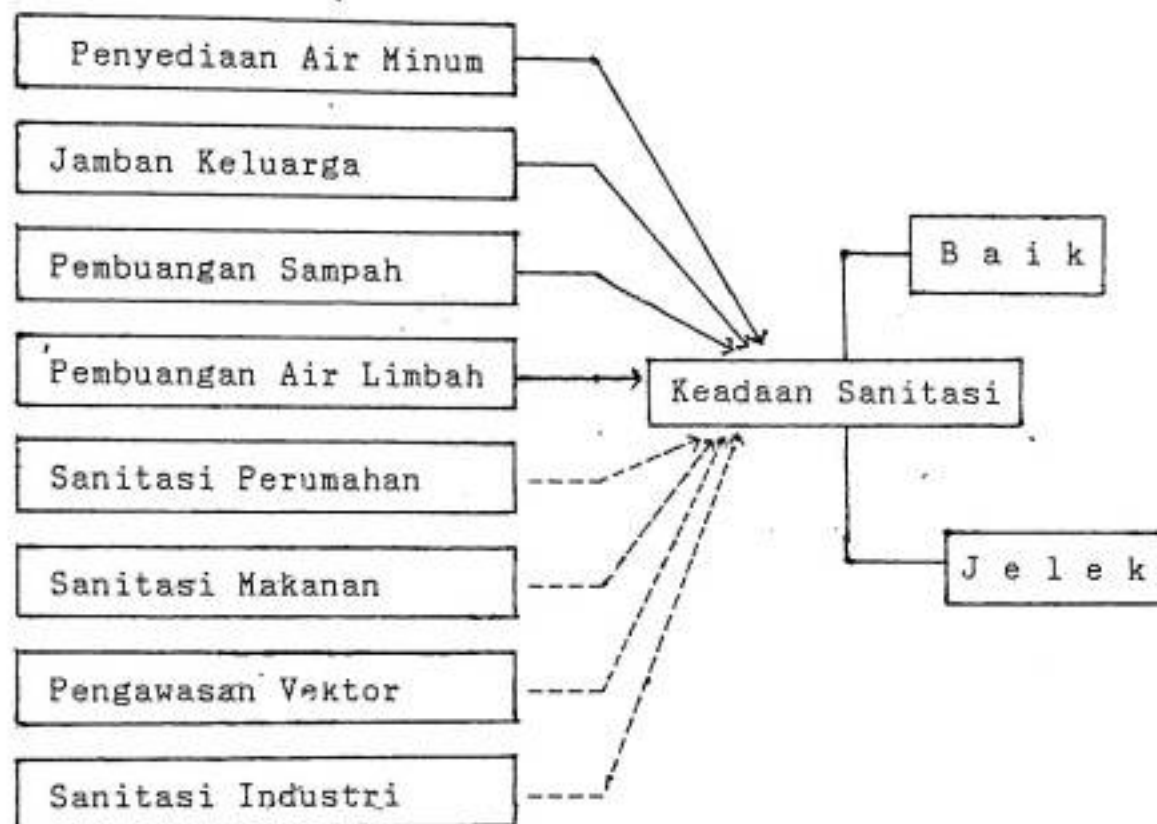 Penyediaan Air Minum
Jamban Keluarga
Pembuangan Sampah
Pembuangan Air Limbah
Sanitasi Perumahan
Sanitasi Makanan
Pengawasan Vektor
Sanitasi Industri
Keadaan Sanitasi
B a i k
J e l e k